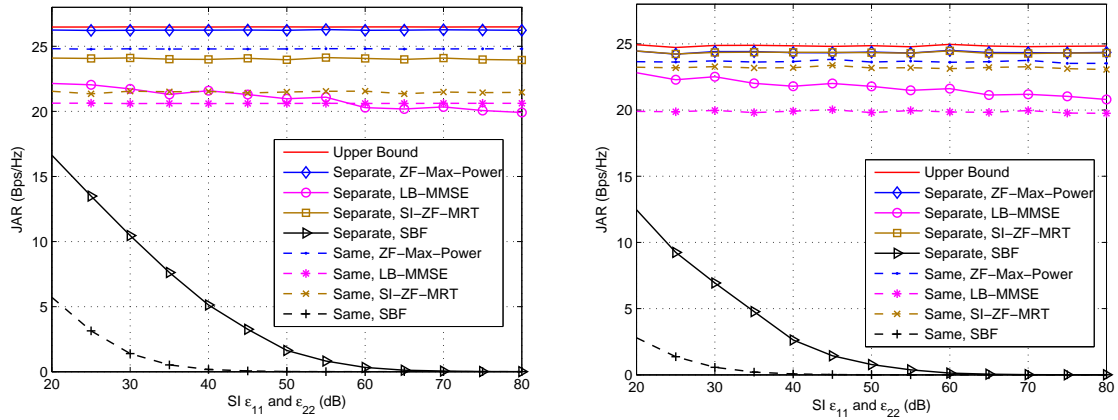 25
20
15
10
5
0
JAR (Bps/Hz)
20 30 40 50 60 70 80
SI ε11 and ε22 (dB)
Upper Bound
Separate, ZF−Max−Power
Separate, LB−MMSE
Separate, SI−ZF−MRT
Separate, SBF
Same, ZF−Max−Power
Same, LB−MMSE
Same, SI−ZF−MRT
Same, SBF
25
20
15
10
5
0
JAR (Bps/Hz)
20 30 40 50 60 70 80
SI ε11 and ε22 (dB)
Upper Bound
Separate, ZF−Max−Power
Separate, LB−MMSE
Separate, SI−ZF−MRT
Separate, SBF
Same, ZF−Max−Power
Same, LB−MMSE
Same, SI−ZF−MRT
Same, SBF